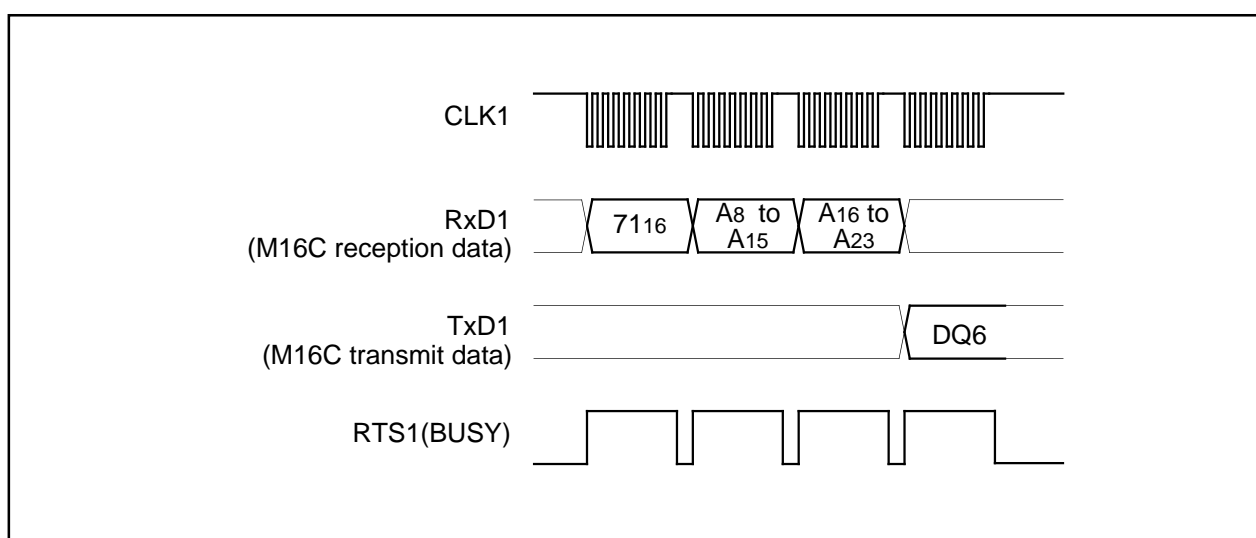 CLK1
RxD1
(M16C reception data)
7116
A8 to
A15
A16 to
A23
TxD1
(M16C transmit data)
DQ6
RTS1(BUSY)